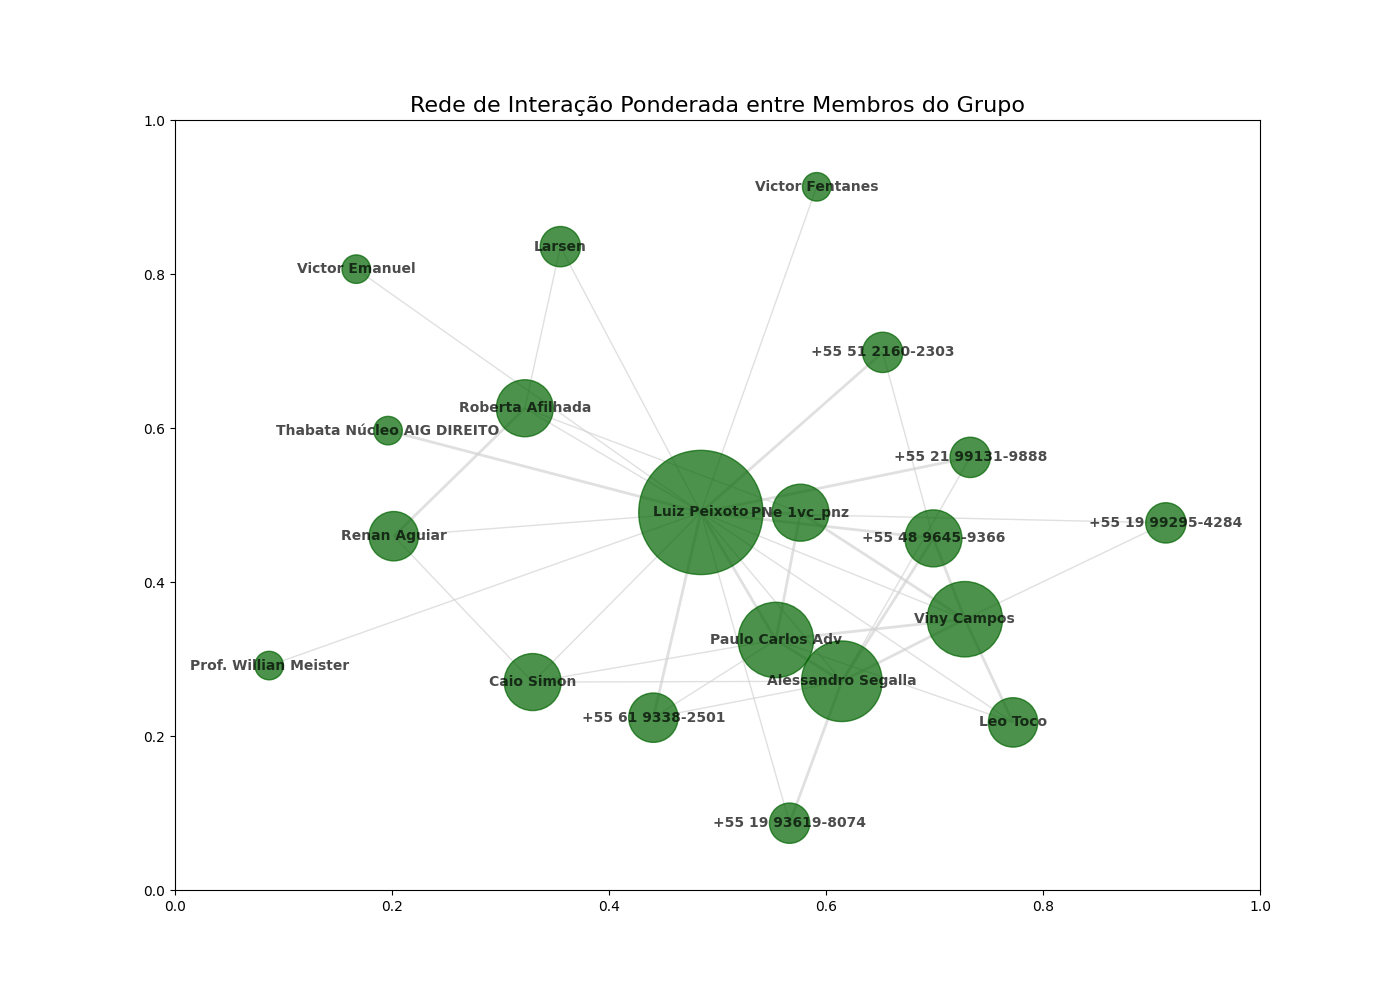 Rede de Interação Ponderada entre Membros do Grupo
1.0
Victor Fentanes
Larsen
Victor Emanuel
0.8
+55 51 2160-2303
Roberta Afilhada
Thabata Núcleo AIG DIREITO
0.6
+55 21 99131-9888
Luiz Peixoto
PNe 1vc_pnz
+55 19 99295-4284
Renan Aguiar
+55 48 9645-9366
0.4
Viny Campos
Paulo Carlos Adv
Prof. Willian Meister
Caio Simon
Alessandro Segalla
+55 61 9338-2501
Leo Toco
0.2
+55 19 93619-8074
0.0
0.0 0.2 0.4 0.6 0.8 1.0